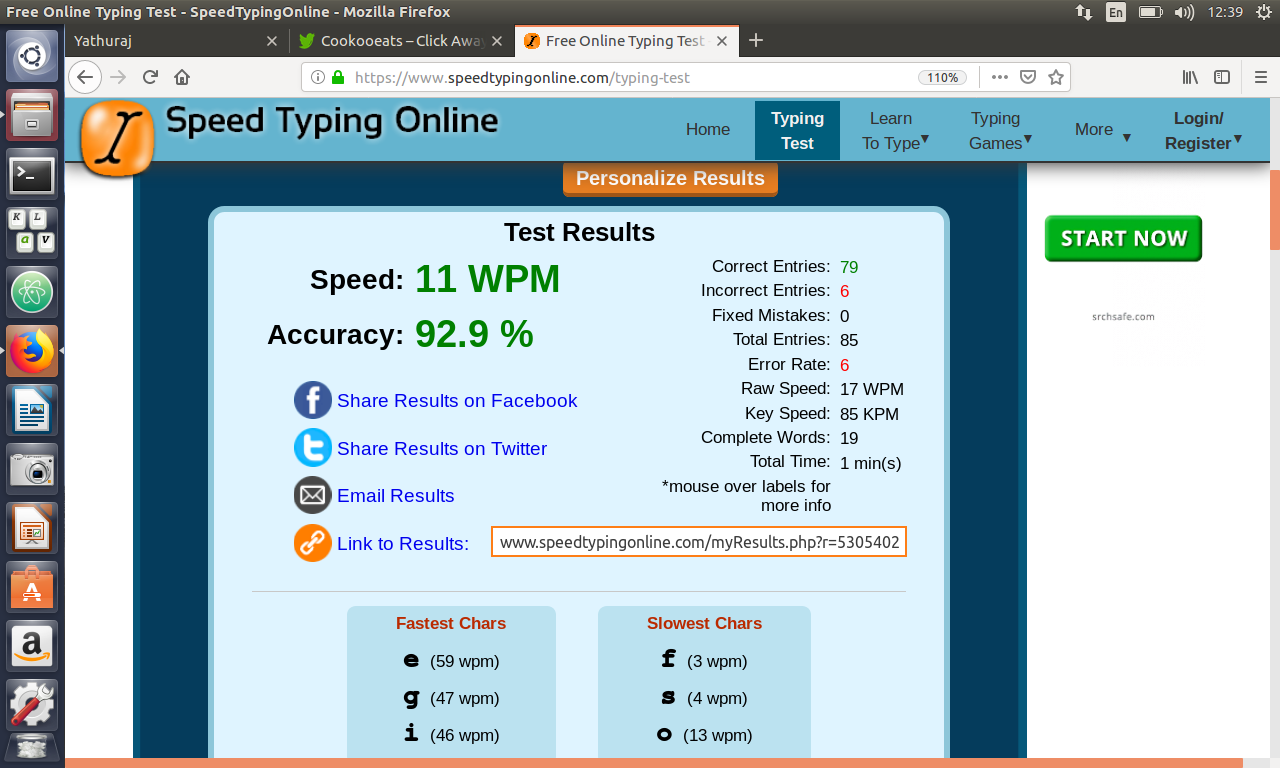 Free Online Typing Test - SpeedTypingOnline - Mozilla Firefox
En
12:39
Yathuraj
Cookooeats – Click Away
Free Online Typing Test
https://www.speedtypingonline.com/typing-test
110%
Speed Typing Online
Home
Typing Test
Learn To Type
Typing Games
More
Login/ Register
Personalize Results
START NOW
srchsafe.com
Test Results
Speed: 11 WPM
Accuracy: 92.9 %
Correct Entries: 79
Incorrect Entries: 6
Fixed Mistakes: 0
Total Entries: 85
Error Rate: 6
Raw Speed: 17 WPM
Key Speed: 85 KPM
Complete Words: 19
Total Time: 1 min(s)
*mouse over labels for
more info
Share Results on Facebook
Share Results on Twitter
Email Results
Link to Results: www.speedtypingonline.com/myResults.php?r=5305402
Fastest Chars
e (59 wpm)
g (47 wpm)
i (46 wpm)
Slowest Chars
f (3 wpm)
s (4 wpm)
o (13 wpm)